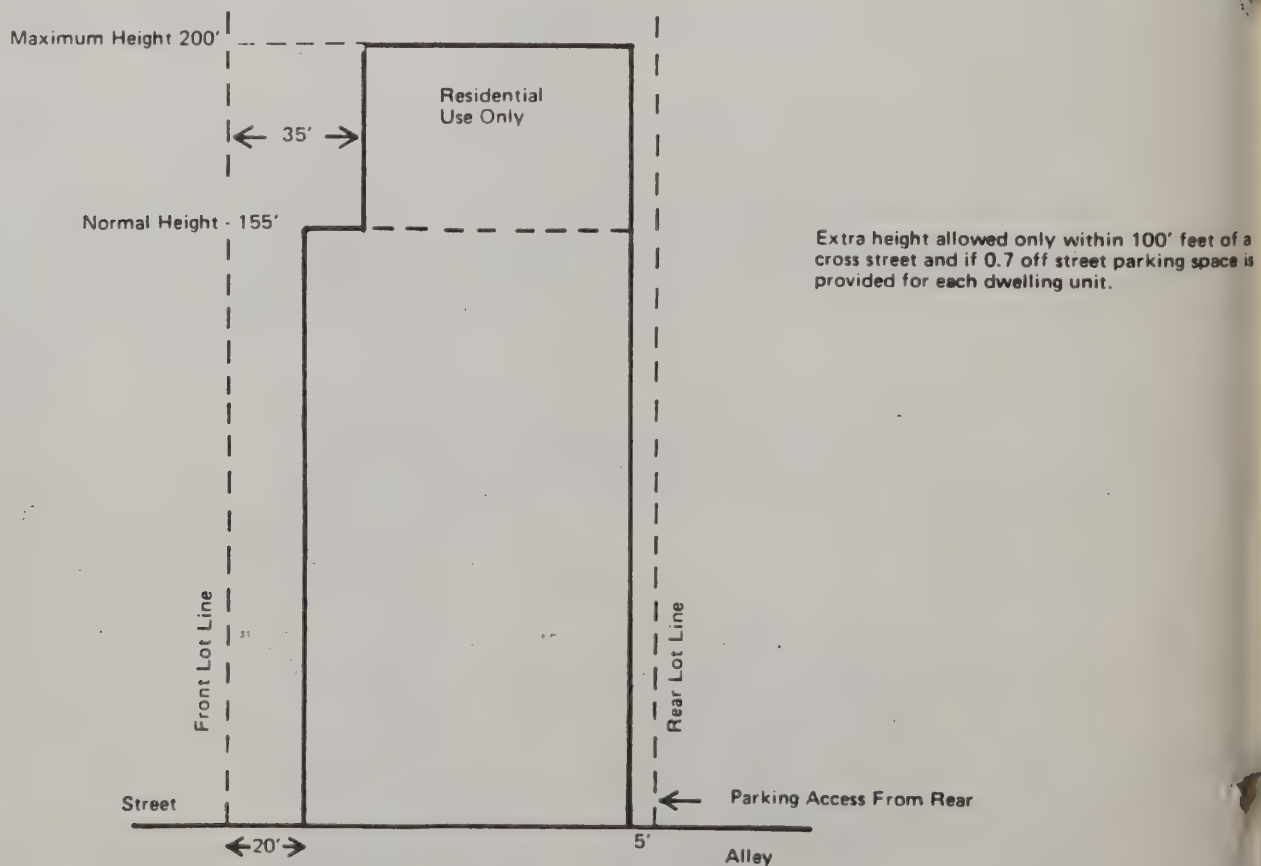 Maximum Height 200'
Residential
Use Only
35'
Normal Height - 155'
Extra height allowed only within 100' feet of a
cross street and if 0.7 off street parking space is
provided for each dwelling unit.
Front Lot Line
Rear Lot Line
Street
Parking Access From Rear
20'
5'
Alley